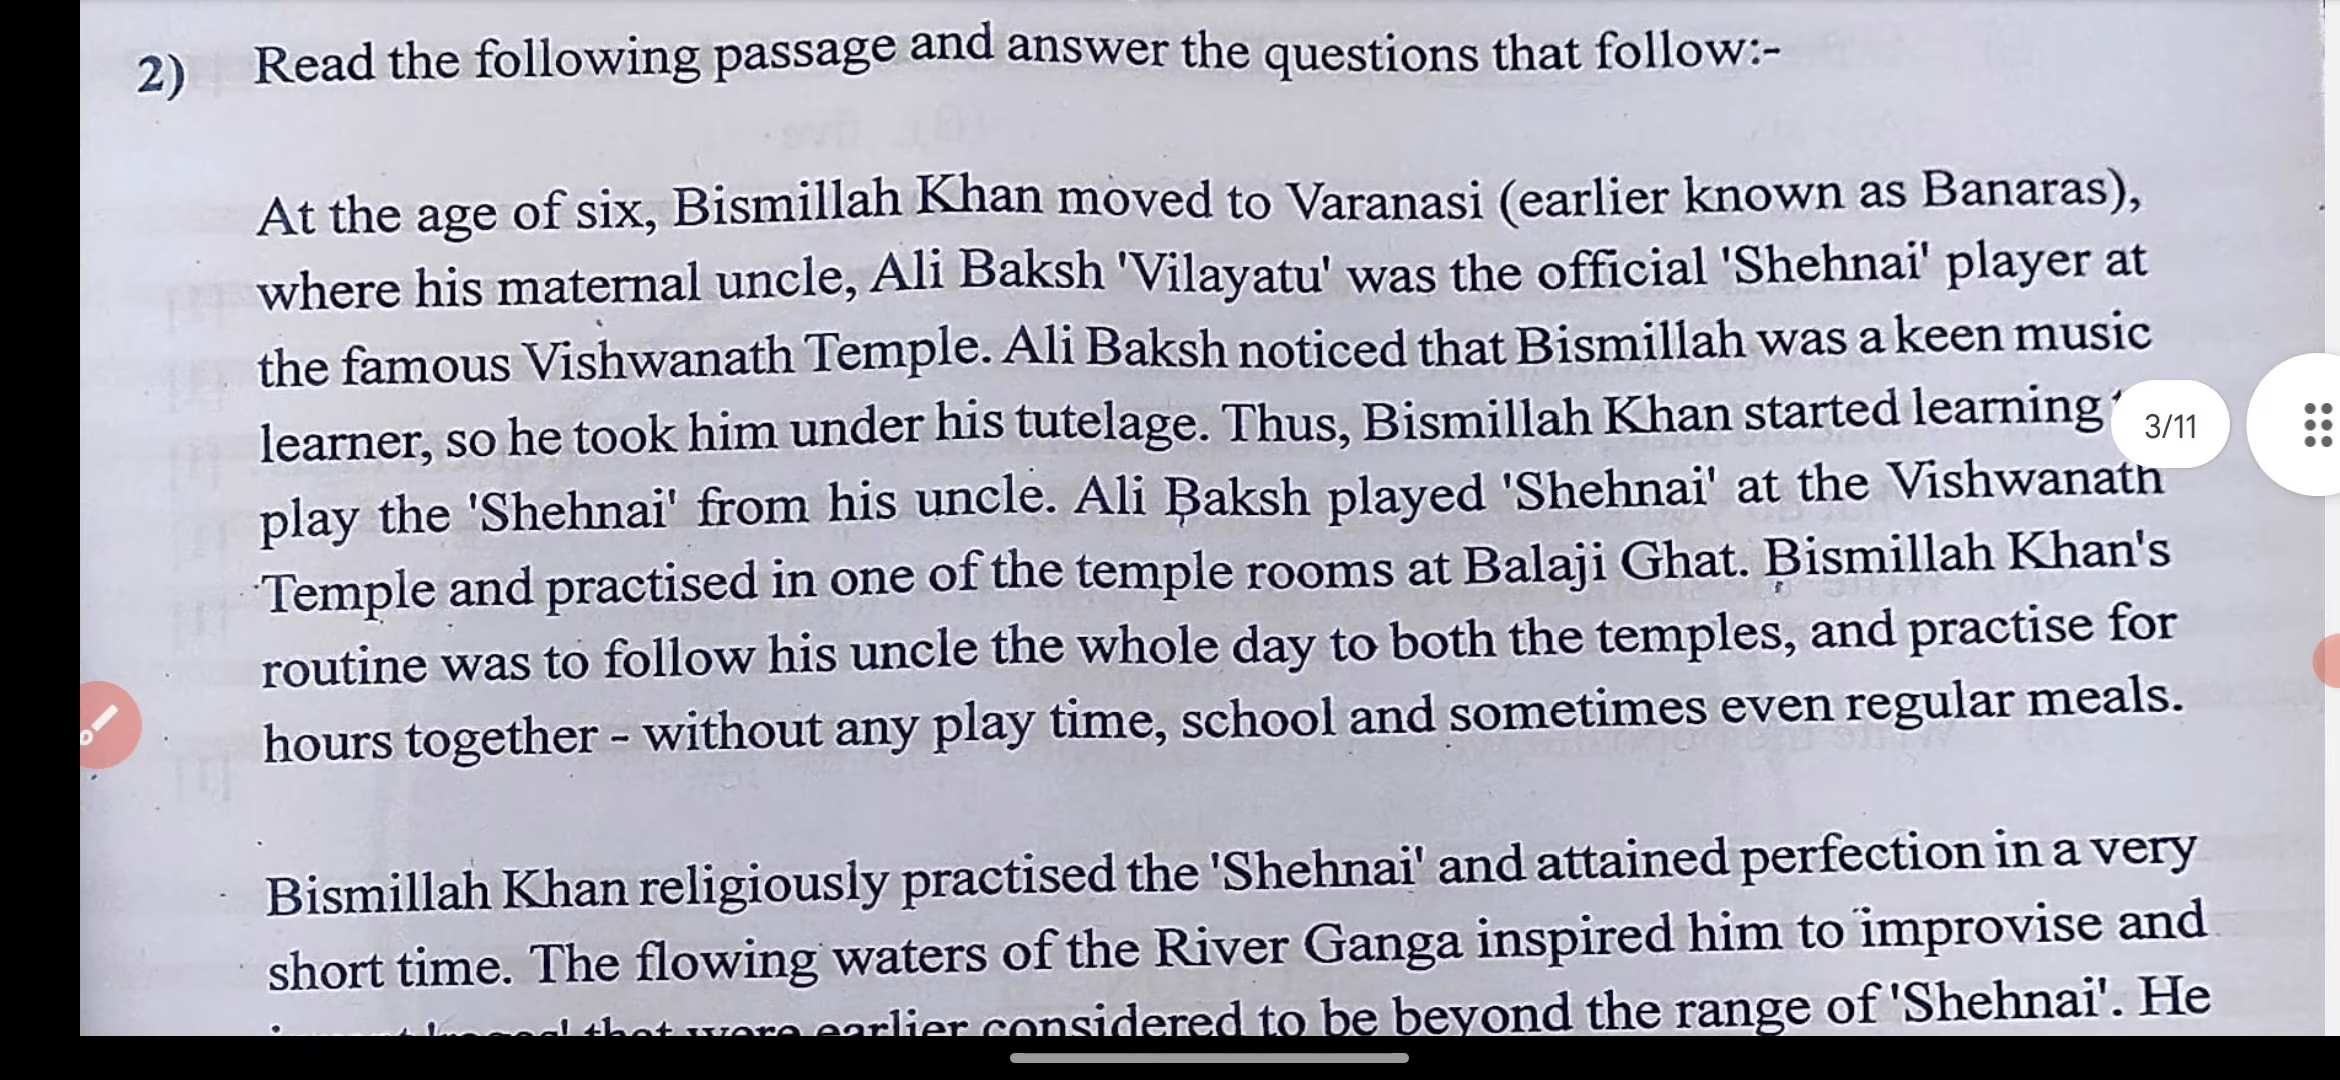 2) Read the following passage and answer the questions that follow:-
At the age of six, Bismillah Khan moved to Varanasi (earlier known as Banaras),
where his maternal uncle, Ali Baksh 'Vilayatu' was the official 'Shehnai' player at
the famous Vishwanath Temple. Ali Baksh noticed that Bismillah was a keen music
learner, so he took him under his tutelage. Thus, Bismillah Khan started learning
3/11
play the 'Shehnai' from his uncle. Ali Baksh played 'Shehnai' at the Vishwanath
Temple and practised in one of the temple rooms at Balaji Ghat. Bismillah Khan's
routine was to follow his uncle the whole day to both the temples, and practise for
hours together - without any play time, school and sometimes even regular meals.
Bismillah Khan religiously practised the 'Shehnai' and attained perfection in a very
short time. The flowing waters of the River Ganga inspired him to improvise and
that were earlier considered to be beyond the range of 'Shehnai'. He